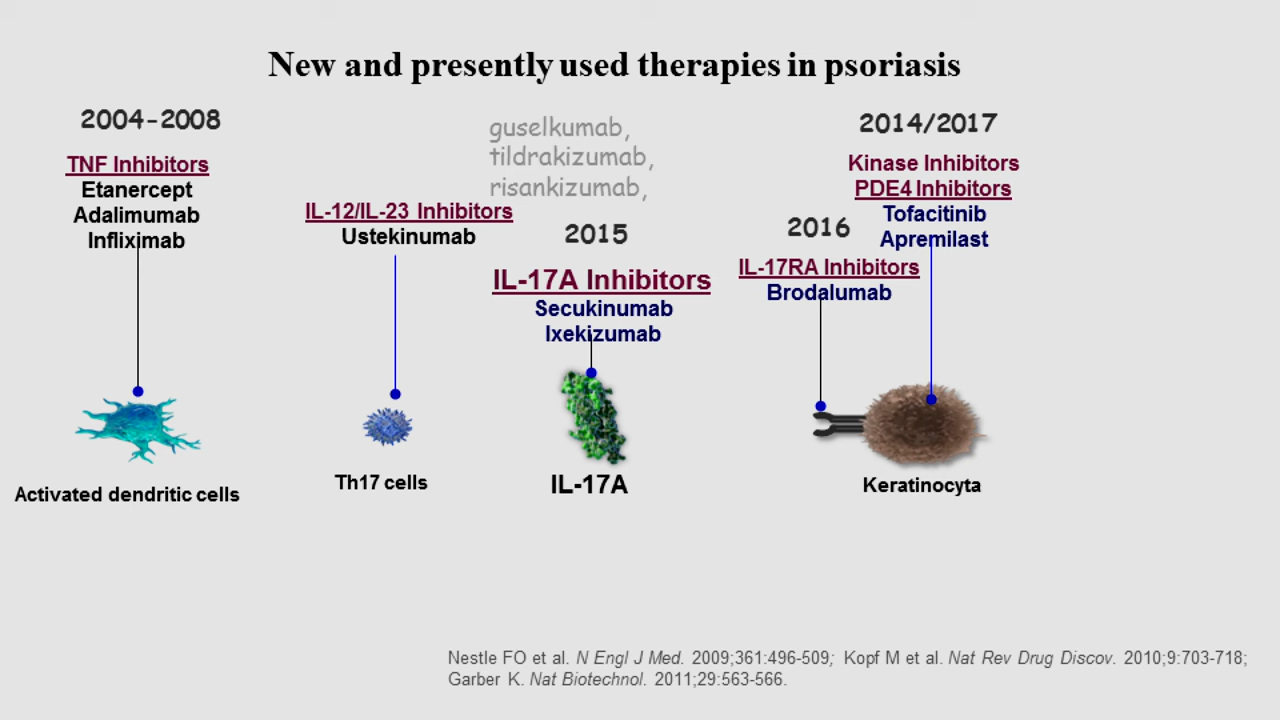 New and presently used therapies in psoriasis
2004-2008
TNF Inhibitors
Etanercept
Adalimumab
Infliximab
IL-12/IL-23 Inhibitors
Ustekinumab
guselkumab,
tildrakizumab,
risankizumab,
2015
IL-17A Inhibitors
Secukinumab
Ixekizumab
2016
IL-17RA Inhibitors
Brodalumab
2014/2017
Kinase Inhibitors
PDE4 Inhibitors
Tofacitinib
Apremilast
Activated dendritic cells
Th17 cells
IL-17A
Keratinocyta
Nestle FO et al. N Engl J Med. 2009;361:496-509; Kopf M et al. Nat Rev Drug Discov. 2010;9:703-718;
Garber K. Nat Biotechnol. 2011;29:563-566.